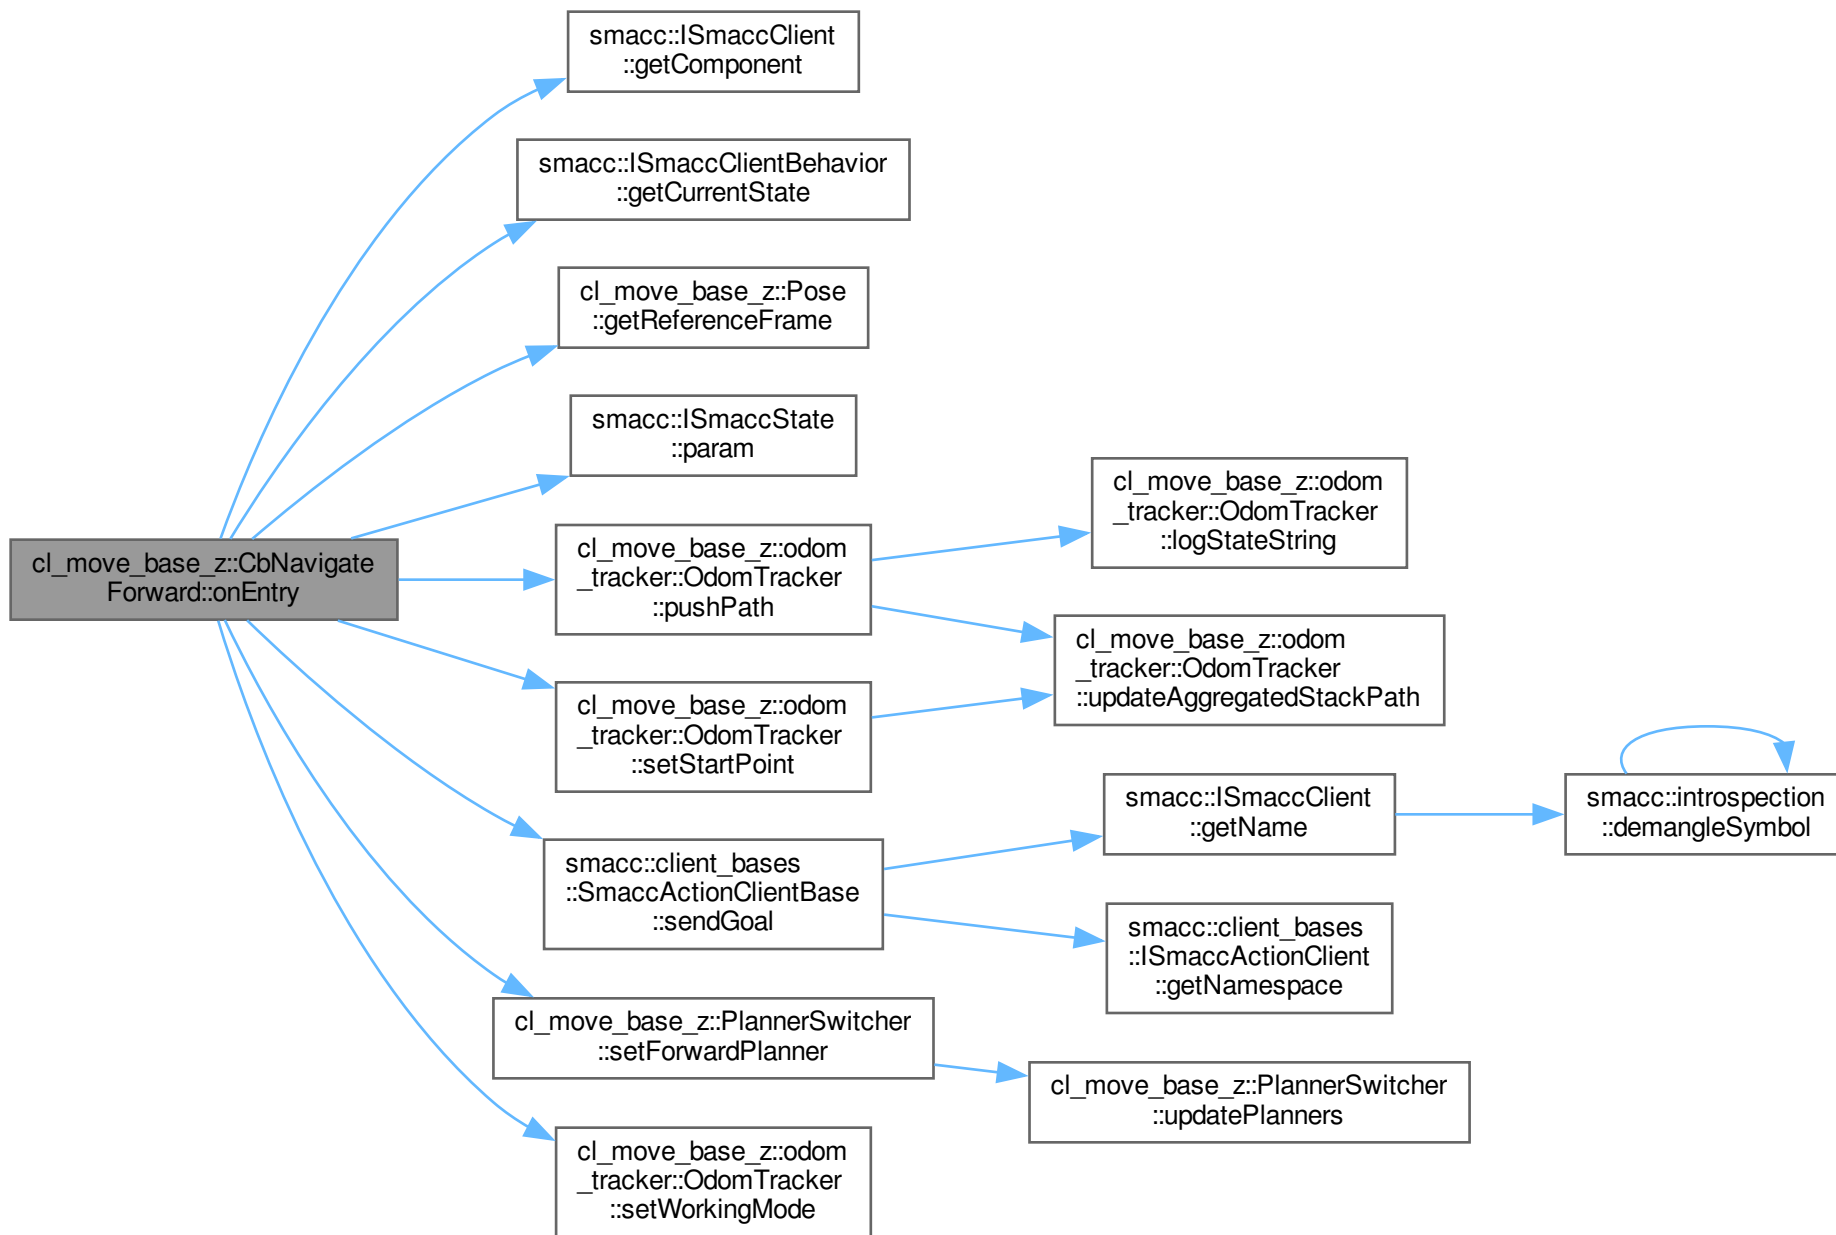 smacc::ISmaccClient
::getComponent
smacc::ISmaccClientBehavior
::getCurrentState
cl_move_base_z::Pose
::getReferenceFrame
smacc::ISmaccState
::param
cl_move_base_z::CbNavigate
Forward::onEntry
cl_move_base_z::odom
_tracker::OdomTracker
::pushPath
cl_move_base_z::odom
_tracker::OdomTracker
::logStateString
cl_move_base_z::odom
_tracker::OdomTracker
::updateAggregatedStackPath
cl_move_base_z::odom
_tracker::OdomTracker
::setStartPoint
smacc::client_bases
::SmaccActionClientBase
::sendGoal
smacc::ISmaccClient
::getName
smacc::introspection
::demangleSymbol
smacc::client_bases
::ISmaccActionClient
::getNamespace
cl_move_base_z::PlannerSwitcher
::setForwardPlanner
cl_move_base_z::PlannerSwitcher
::updatePlanners
cl_move_base_z::odom
_tracker::OdomTracker
::setWorkingMode